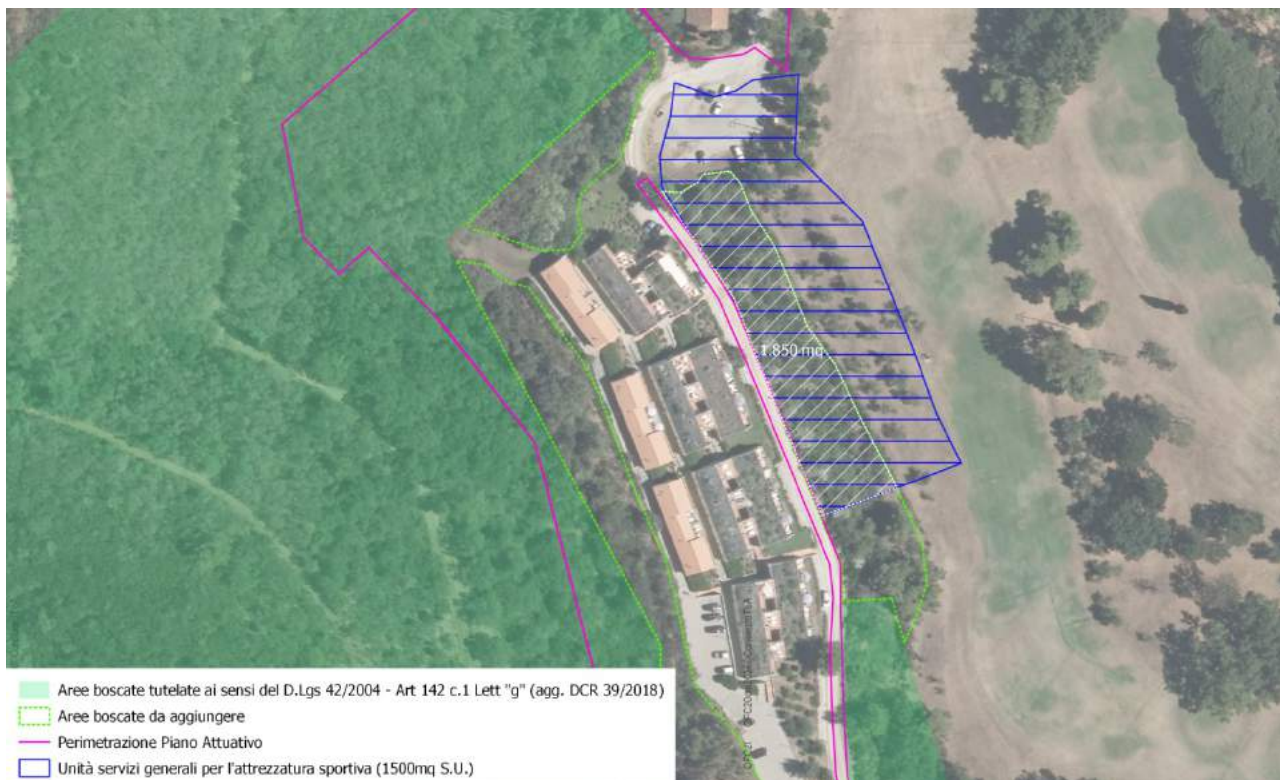 1.850 mq
Aree boscate tutelate ai sensi del D.Lgs 42/2004 - Art 142 c.1 Lett "g" (agg. DCR 39/2018)
Aree boscate da aggiungere
Perimetrazione Piano Attuativo
Unità servizi generali per l'attrezzatura sportiva (1500mq S.U.)